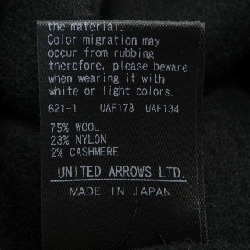 the material.
Color migration may
occur from rubbing
therefore, please beware
when wearing it with
white or light colors.
621-1 UAF173 UAF134
75% WOOL
23% NYLON
2% CASHMERE
UNITED ARROWS LTD.
MADE IN JAPAN